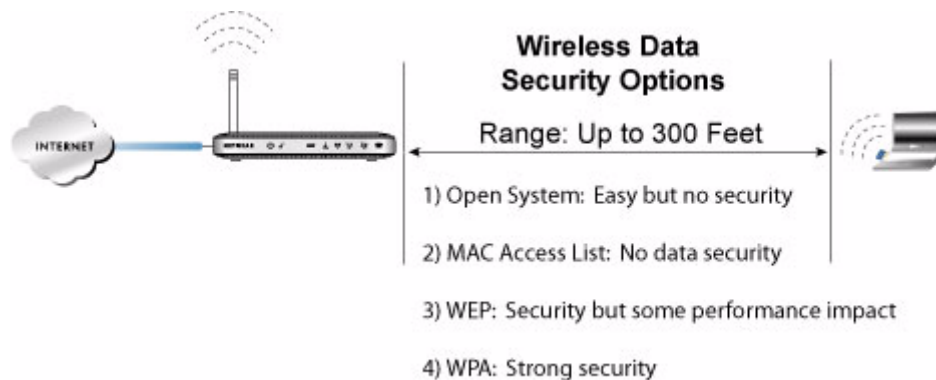 Wireless Data
Security Options
INTERNET
NETGEAR
Range: Up to 300 Feet
1) Open System: Easy but no security
2) MAC Access List: No data security
3) WEP: Security but some performance impact
4) WPA: Strong security